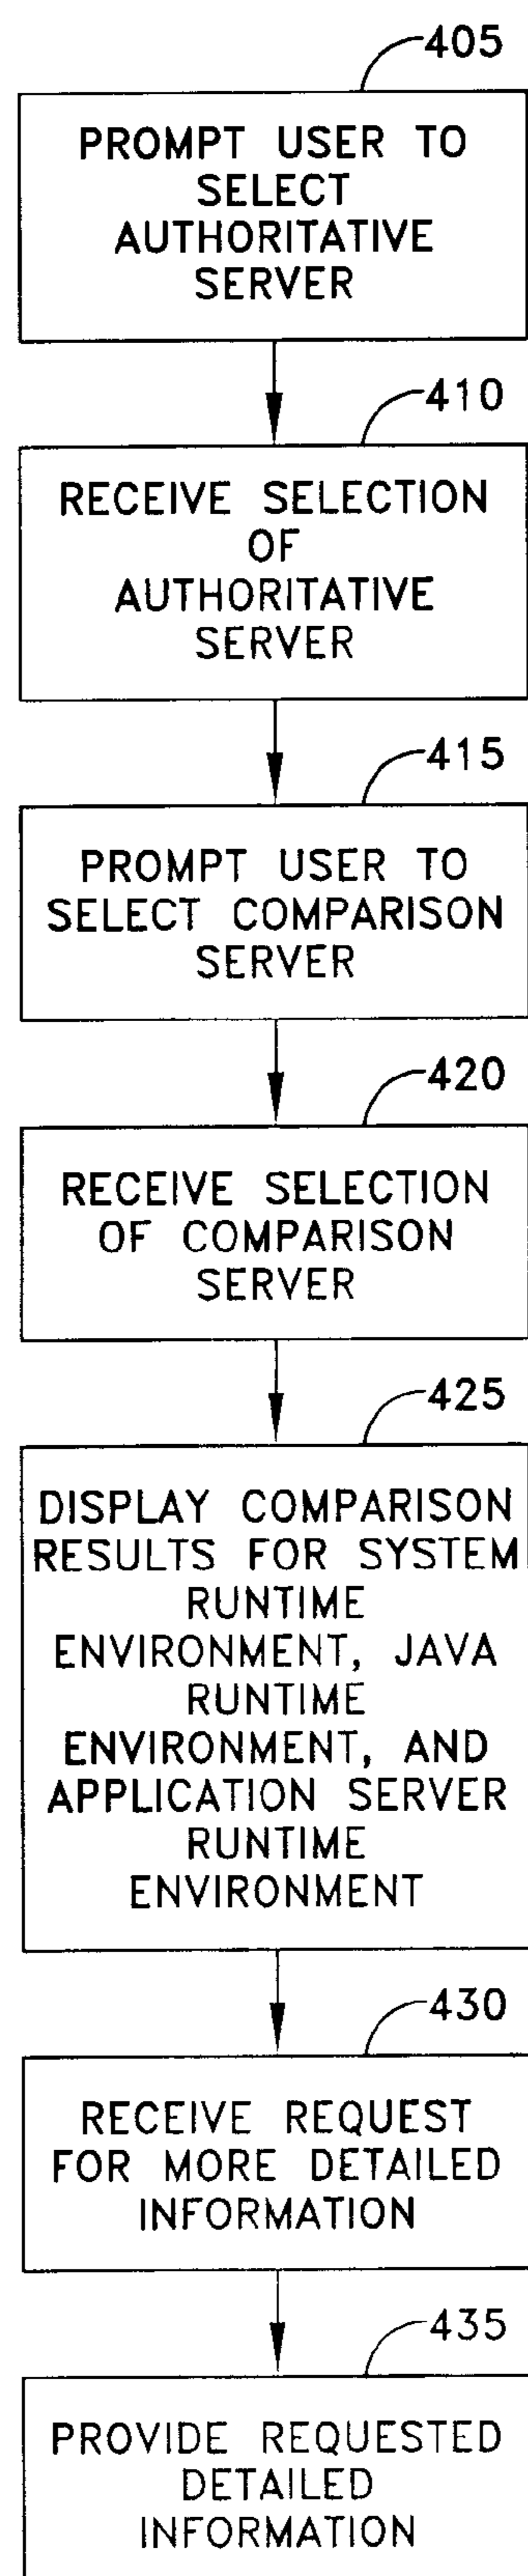 405
PROMPT USER TO
SELECT
AUTHORITATIVE
SERVER
410
RECEIVE SELECTION
OF
AUTHORITATIVE
SERVER
415
PROMPT USER TO
SELECT COMPARISON
SERVER
420
RECEIVE SELECTION
OF COMPARISON
SERVER
425
DISPLAY COMPARISON
RESULTS FOR SYSTEM
RUNTIME
ENVIRONMENT, JAVA
RUNTIME
ENVIRONMENT, AND
APPLICATION SERVER
RUNTIME
ENVIRONMENT
430
RECEIVE REQUEST
FOR MORE DETAILED
INFORMATION
435
PROVIDE REQUESTED
DETAILED
INFORMATION